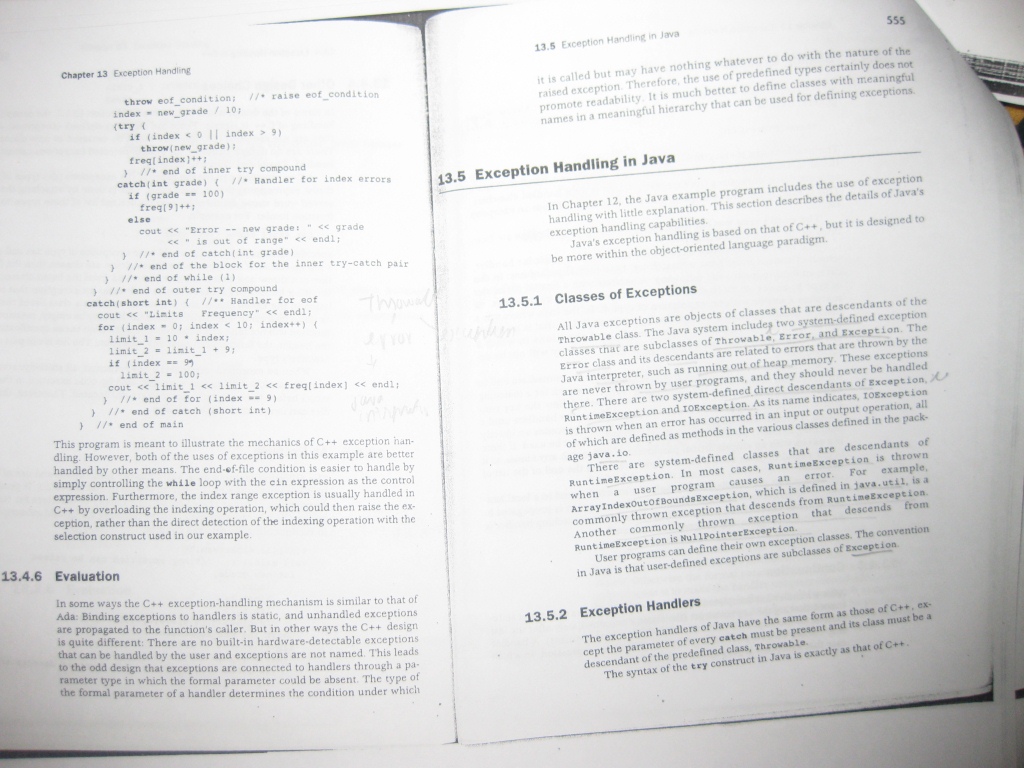 Chapter 13 Exception Handling
throw eof_condition; //* raise eof_condition
index = new_grade / 10;
{try {
if (index < 0 || index > 9)
throw(new_grade);
freq[index]++;
} //* end of inner try compound
catch(int grade) { //* Handler for index errors
if (grade == 100)
freq[9]++;
else
cout << "Error -- new grade: " << grade
<< " is out of range" << endl;
} //* end of catch(int grade)
} //* end of the block for the inner try-catch pair
} //* end of while (1)
} //* end of outer try compound
catch(short int) { //** Handler for eof
cout << "Limits Frequency" << endl;
for (index = 0; index < 10; index++) {
limit_1 = 10 * index;
limit_2 = limit_1 + 9;
if (index == 9)
limit_2 = 100;
cout << limit_1 << limit_2 << freq[index] << endl;
} //* end of for (index == 9)
} //* end of catch (short int)
} //* end of main
This program is meant to illustrate the mechanics of C++ exception han-
dling. However, both of the uses of exceptions in this example are better
handled by other means. The end-of-file condition is easier to handle by
simply controlling the while loop with the cin expression as the control
expression. Furthermore, the index range exception is usually handled in
C++ by overloading the indexing operation, which could then raise the ex-
ception, rather than the direct detection of the indexing operation with the
selection construct used in our example.
13.4.6 Evaluation
In some ways the C++ exception-handling mechanism is similar to that of
Ada: Binding exceptions to handlers is static, and unhandled exceptions
are propagated to the function's caller. But in other ways the C++ design
is quite different: There are no built-in hardware-detectable exceptions
that can be handled by the user and exceptions are not named. This leads
to the odd design that exceptions are connected to handlers through a pa-
rameter type in which the formal parameter could be absent. The type of
the formal parameter of a handler determines the condition under which
13.5 Exception Handling in Java
555
it is called but may have nothing whatever to do with the nature of the
raised exception. Therefore, the use of predefined types certainly does not
promote readability. It is much better to define classes with meaningful
names in a meaningful hierarchy that can be used for defining exceptions.
13.5 Exception Handling in Java
In Chapter 12, the Java example program includes the use of exception
handling with little explanation. This section describes the details of Java's
exception handling capabilities.
Java's exception handling is based on that of C++, but it is designed to
be more within the object-oriented language paradigm.
13.5.1 Classes of Exceptions
All Java exceptions are objects of classes that are descendants of the
Throwable class. The Java system includes two system-defined exception
classes that are subclasses of Throwable, Error, and Exception. The
Error class and its descendants are related to errors that are thrown by the
Java interpreter, such as running out of heap memory. These exceptions
are never thrown by user programs, and they should never be handled
there. There are two system-defined direct descendants of Exception,
RuntimeException and IOException. As its name indicates, IOException
is thrown when an error has occurred in an input or output operation, all
of which are defined as methods in the various classes defined in the pack-
age java.io.
There are system-defined classes that are descendants of
RuntimeException. In most cases, RuntimeException is thrown
when a user program causes an error. For example,
ArrayIndexOutOfBoundsException, which is defined in java.util, is a
commonly thrown exception that descends from RuntimeException.
Another commonly thrown exception that descends from
RuntimeException is NullPointerException.
User programs can define their own exception classes. The convention
in Java is that user-defined exceptions are subclasses of Exception.
13.5.2 Exception Handlers
The exception handlers of Java have the same form as those of C++, ex-
cept the parameter of every catch must be present and its class must be a
descendant of the predefined class, Throwable.
The syntax of the try construct in Java is exactly as that of C++.